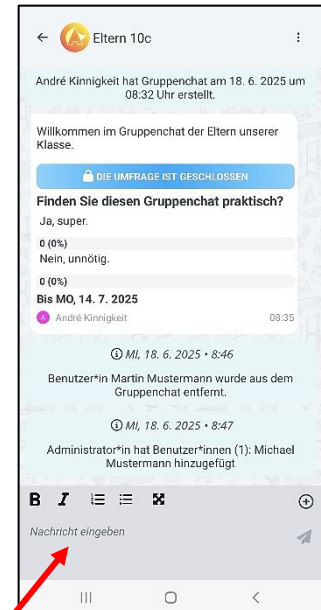 Eltern 10c
André Kinnigkeit hat Gruppenchat am 18. 6. 2025 um
08:32 Uhr erstellt.
Willkommen im Gruppenchat der Eltern unserer
Klasse.
DIE UMFRAGE IST GESCHLOSSEN
Finden Sie diesen Gruppenchat praktisch?
Ja, super.
0 (0%)
Nein, unnötig.
0 (0%)
Bis MO, 14. 7. 2025
A André Kinnigkeit 08:35
MI, 18. 6. 2025 • 8:46
Benutzer*in Martin Mustermann wurde aus dem
Gruppenchat entfernt.
MI, 18. 6. 2025 • 8:47
Administrator*in hat Benutzer*innen (1): Michael
Mustermann hinzugefügt
B I
Nachricht eingeben